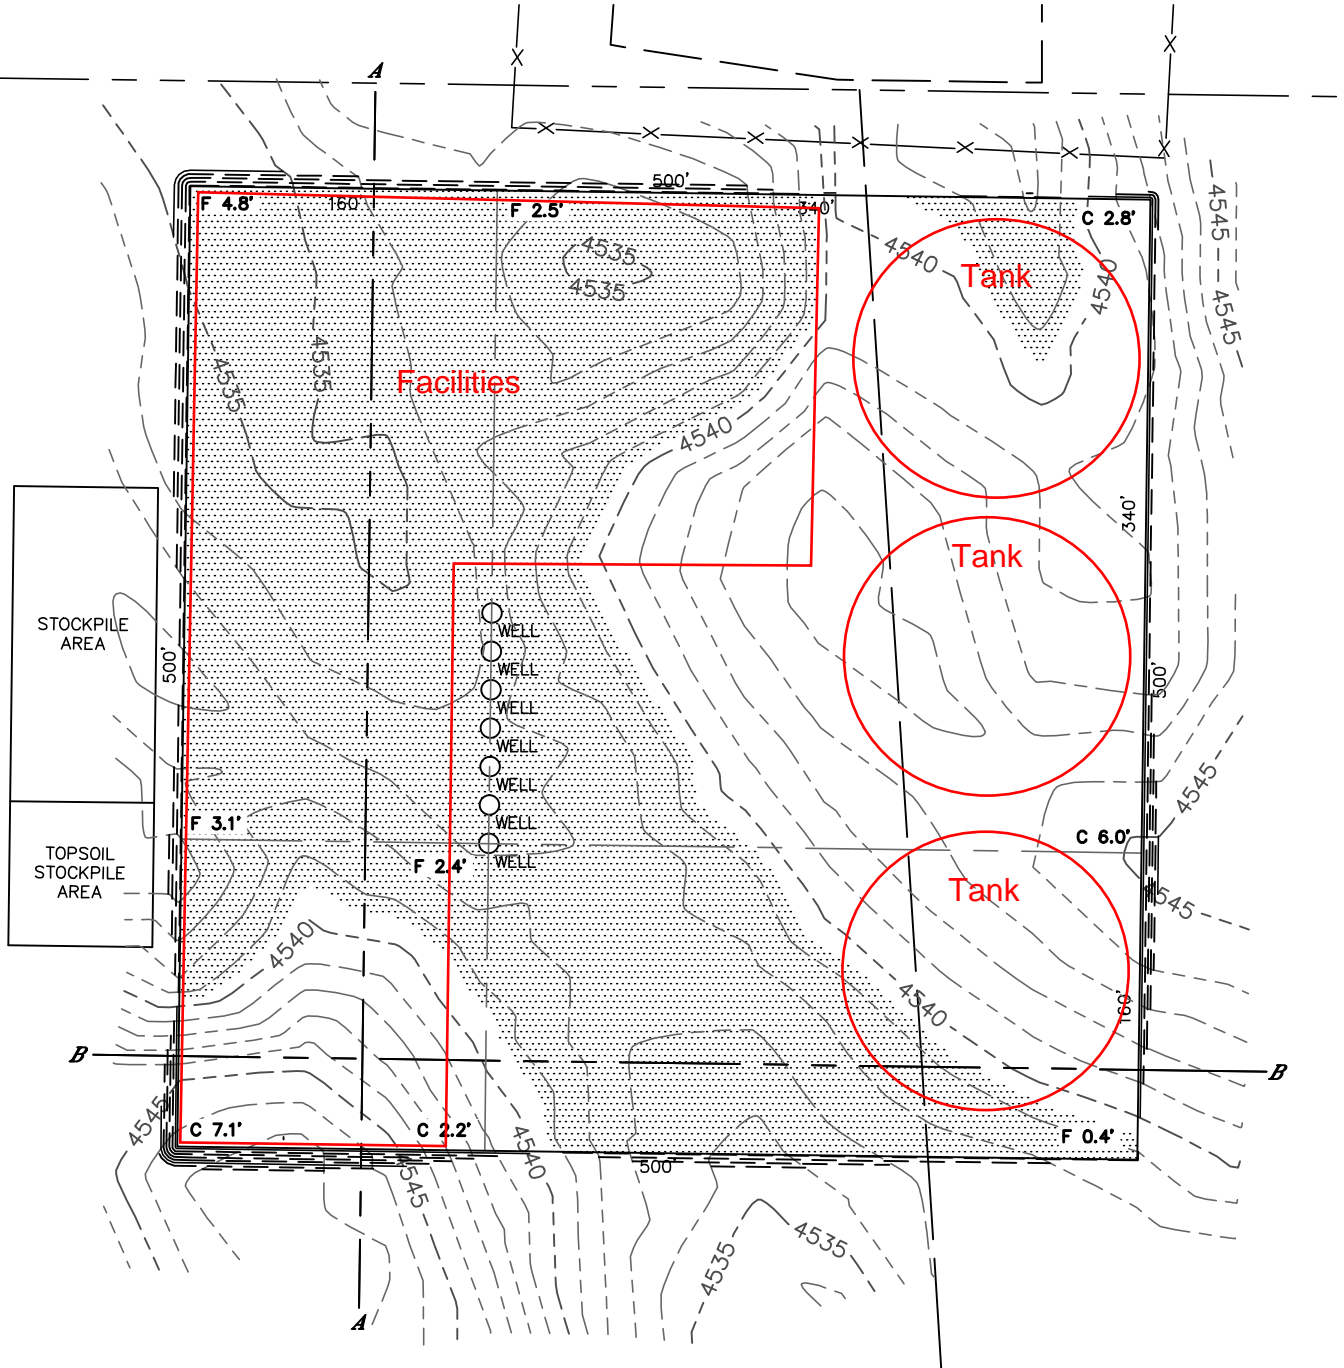 A
500'
F 4.8'
160'
F 2.5'
340'
C 2.8'
4545
4540
4535
4535
Tank
4540
4545
4535
4535
Facilities
4540
340'
Tank
STOCKPILE
AREA
WELL
WELL
WELL
WELL
WELL
WELL
WELL
500'
500'
4545
F 3.1'
C 6.0'
F 2.4'
TOPSOIL
STOCKPILE
AREA
Tank
4545
4540
4540
160'
B
B
4545
C 7.1'
C 2.2'
F 0.4'
4540
4545
500'
4535
4535
A